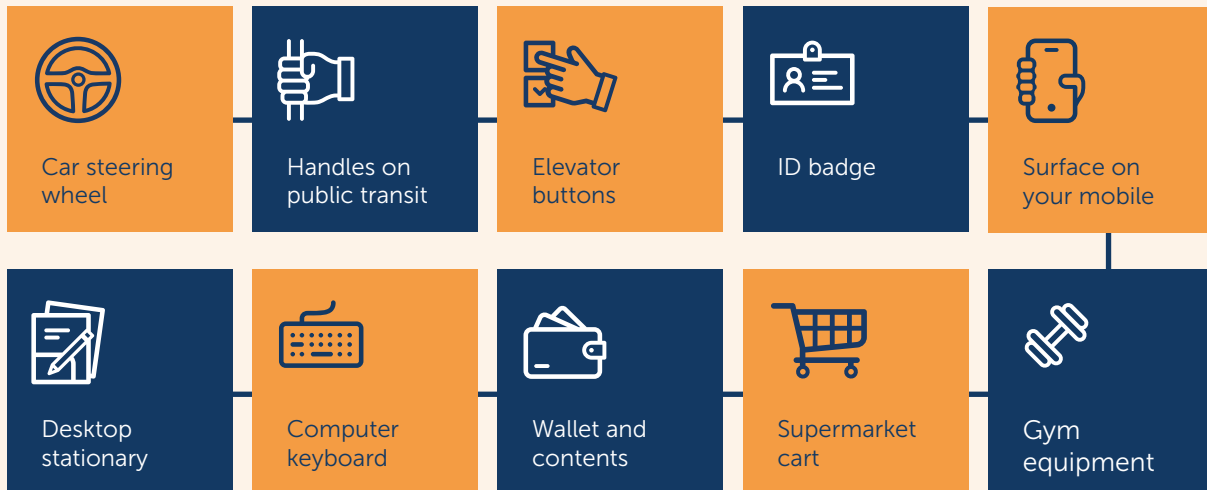 Car steering
wheel
Handles on
public transit
Elevator
buttons
ID badge
Surface on
your mobile
Desktop
stationary
Computer
keyboard
Wallet and
contents
Supermarket
cart
Gym
equipment